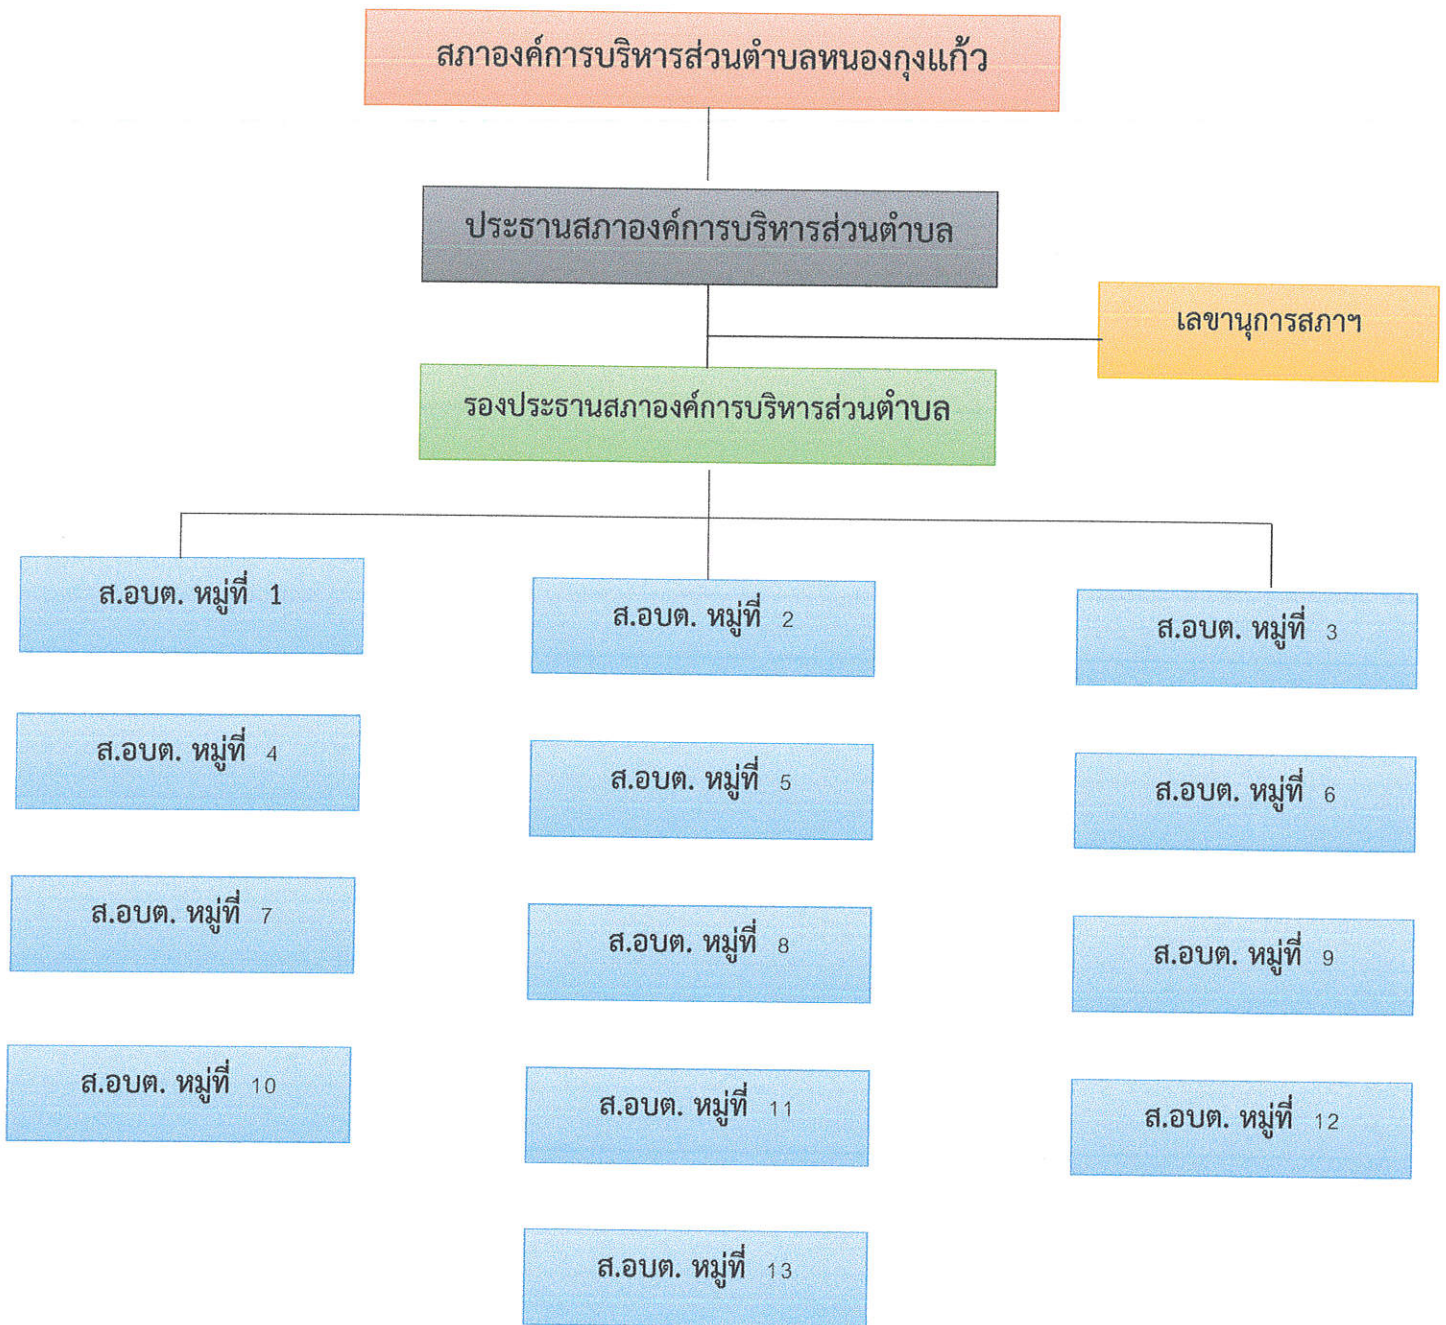 สภาองค์การบริหารส่วนตำบลหนองกุงแก้ว
ประธานสภาองค์การบริหารส่วนตำบล
เลขานุการสภาฯ
รองประธานสภาองค์การบริหารส่วนตำบล
ส.อบต. หมู่ที่ 1
ส.อบต. หมู่ที่ 2
ส.อบต. หมู่ที่ 3
ส.อบต. หมู่ที่ 4
ส.อบต. หมู่ที่ 5
ส.อบต. หมู่ที่ 6
ส.อบต. หมู่ที่ 7
ส.อบต. หมู่ที่ 8
ส.อบต. หมู่ที่ 9
ส.อบต. หมู่ที่ 10
ส.อบต. หมู่ที่ 11
ส.อบต. หมู่ที่ 12
ส.อบต. หมู่ที่ 13